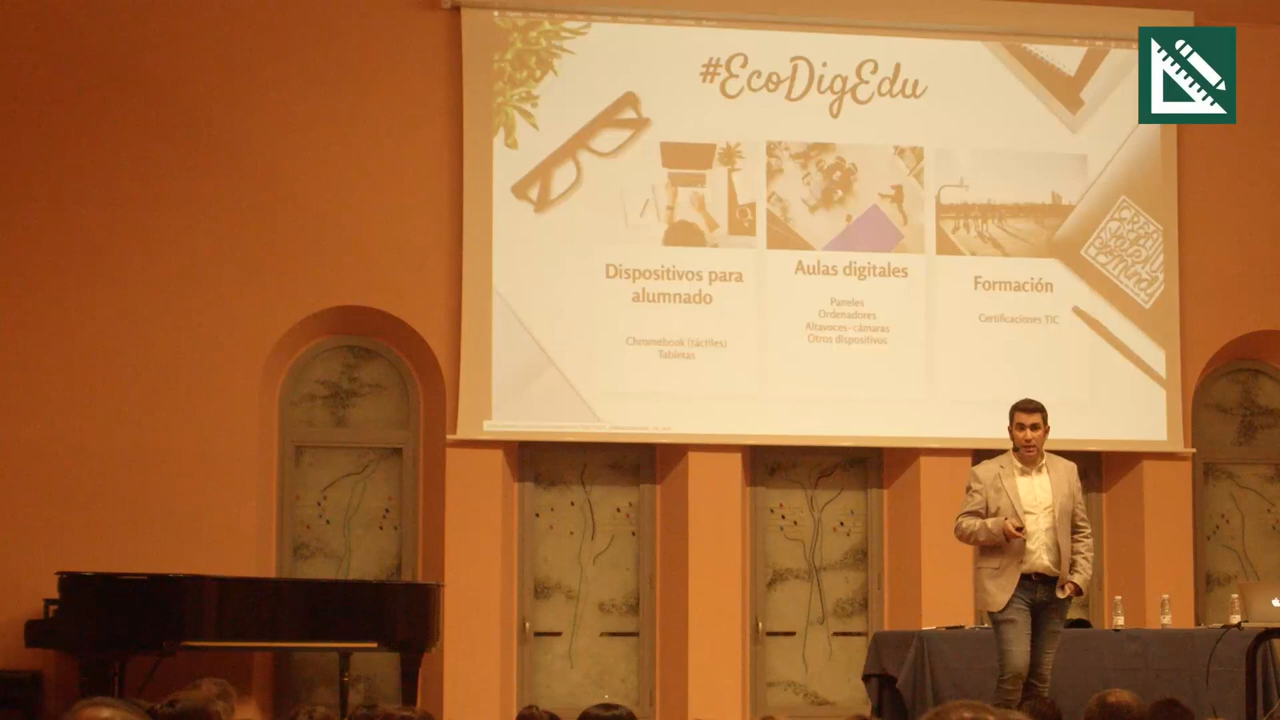 #EcoDigEdu
Dispositivos para
alumnado
Chromebook (táctiles)
Tabletas
Aulas digitales
Paneles
Ordenadores
Altavoces-cámaras
Otros dispositivos
Formación
Certificaciones TIC